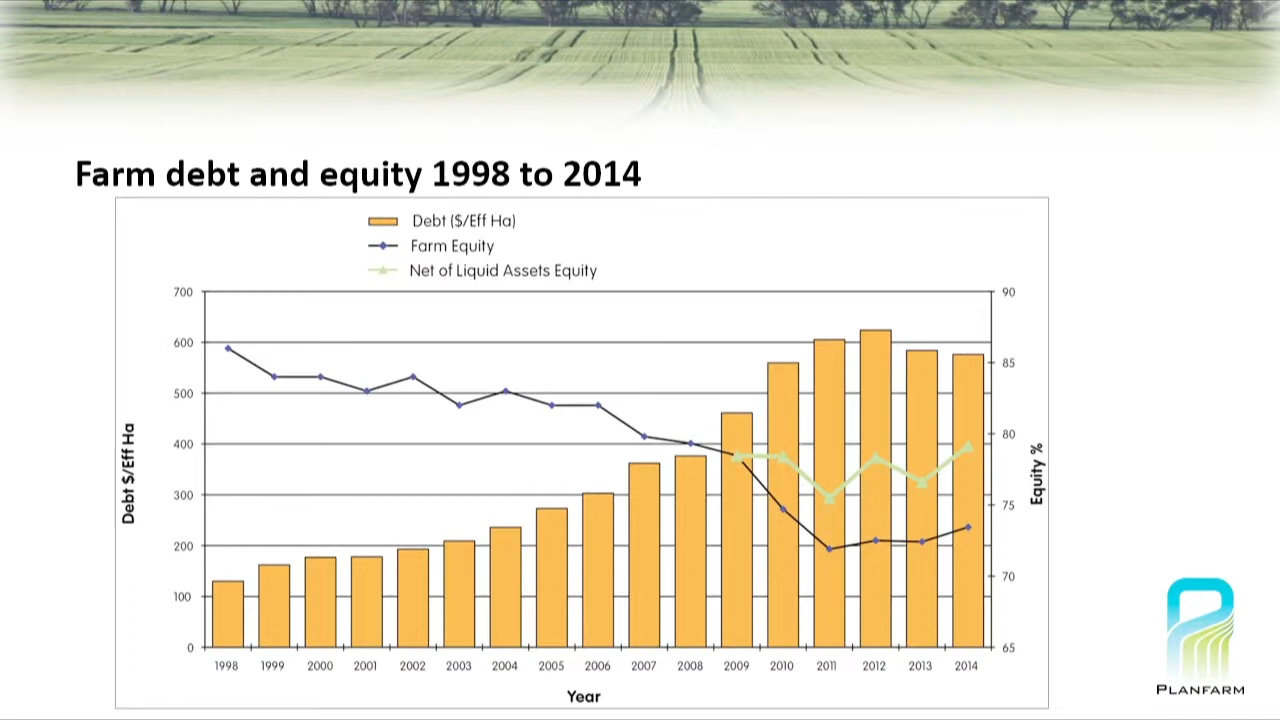 Farm debt and equity 1998 to 2014
Debt ($/Eff Ha)
Farm Equity
Net of Liquid Assets Equity
700
600
500
400
300
200
100
0
Debt $/Eff Ha
90
85
80
75
70
65
Equity %
1998 1999 2000 2001 2002 2003 2004 2005 2006 2007 2008 2009 2010 2011 2012 2013 2014
Year
PLANFARM